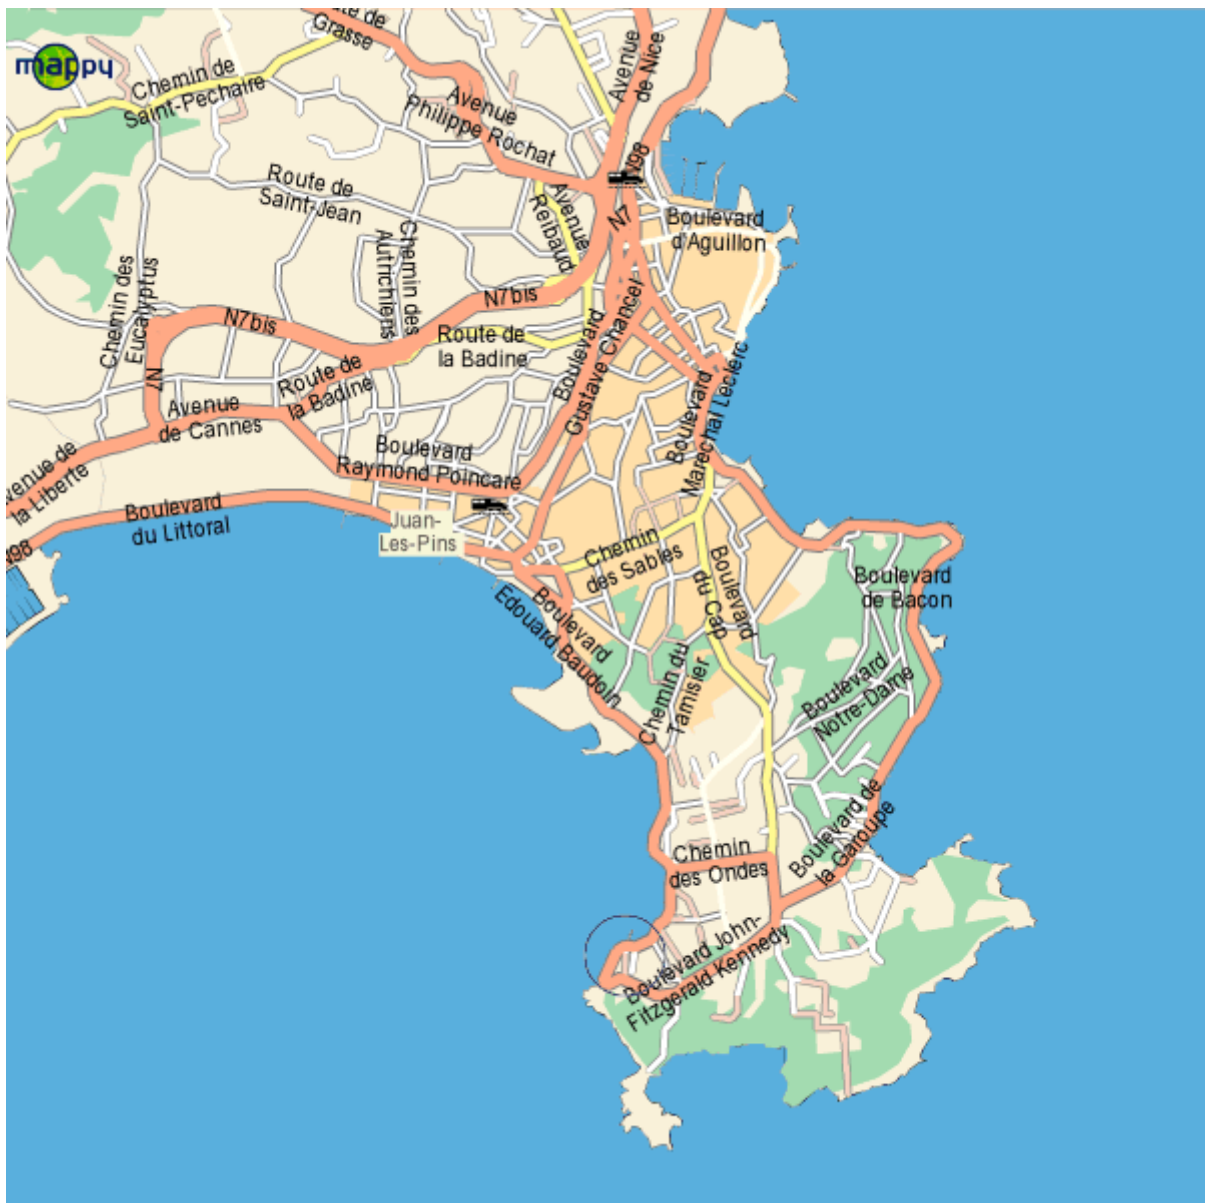 mappy
Route de
Grasse
Avenue
de Nice
Chemin de
Saint-Pechaire
Avenue
Philippe Rochat
N98
Route de
Saint-Jean
Avenue
Reibaud
N7
Boulevard
d'Aguillon
Chemin des
Autrichiens
Chemin des
Eucalyptus
N7bis
N7bis
Route de
la Badine
Boulevard
Gustave Chancel
Route de
la Badine
N7
Avenue
de Cannes
Boulevard
Marechal Leclerc
Boulevard
Raymond Poincare
Avenue de
la Liberte
Boulevard
du Littoral
N98
Juan-
Les-Pins
Chemin
des Sables
Boulevard
du Cap
Boulevard
de Bacon
Boulevard
Edouard Baudoin
Chemin du
Tamisier
Boulevard
Notre-Dame
Boulevard de
la Garoupe
Chemin
des Ondes
Boulevard John-
Fitzgerald Kennedy